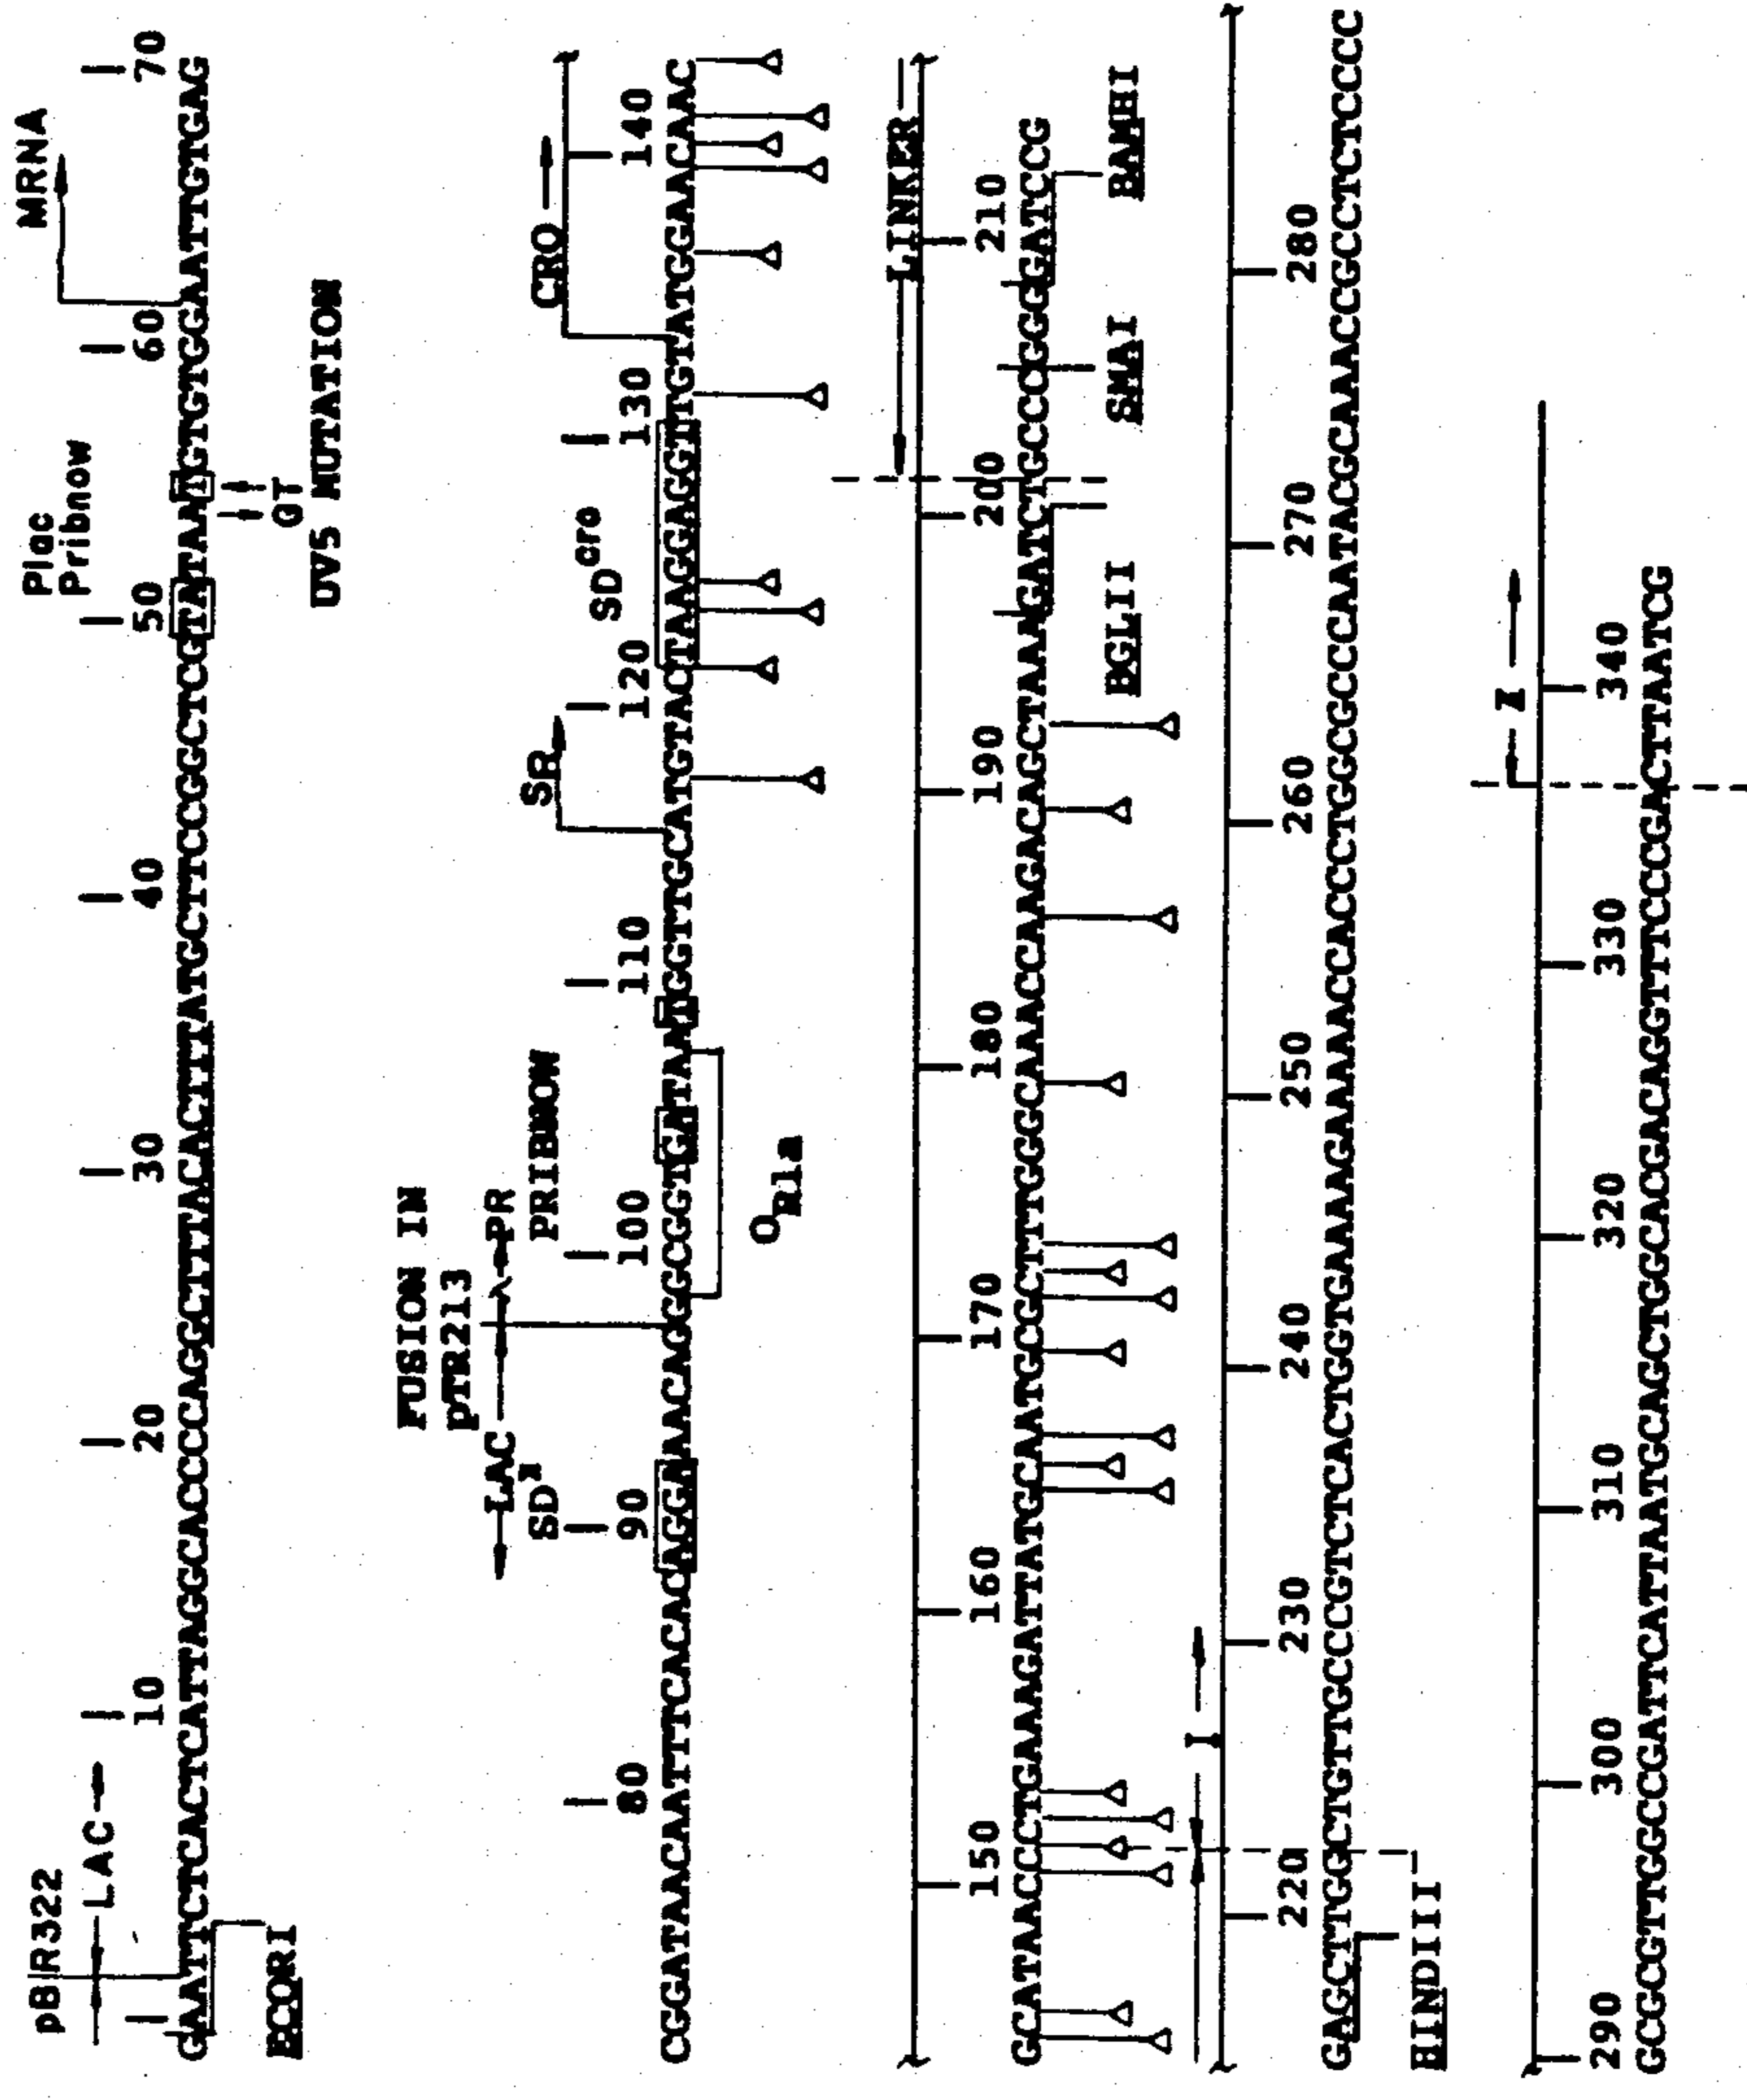 pBR322
LAC
MRNA
Plac
Pribnow
10 20 30 40 50 60 70
GAATTCTCACTCATTAGGCACCCCAGGCTTTACACTTTATGCTTCCGGCTCGTATAATGTGTGGAATTGTGAG
ECORI
GT
UV5 MUTATION
FUSION IN
pTR213
LAC λ PR
PRIBNOW
SR
SDcro
CRO
SDZ
80 90 100 110 120 130 140
CGGATAACAATTTCACACAGGAAACAGGGCGGTGATAATGGTTGCATGTACTAAGGAGGTTGTATGGAACAAC
OR1a
LINKER
150 160 170 180 190 200 210
GCATAACCCTGAAAGATTATGCAATGCGCTTTGGGCAAACCAAGACAGCTAAAGATCTGCCCGGGGATCCG
BGLII SMAI BAMHI
I
220 230 240 250 260 270 280
GAGCTTGGCTGTTGCCCGTCTCACTGGTGAAAAGAAAAACCACCCTGGCGCCCAATACGCAAACCGCCTCTCCCC
HINDIII
Z
290 300 310 320 330 340
GCGCGTTGGCCGATTCATTAATGCAGCTGGCACGACAGGTTTCCCGACTTAATCG